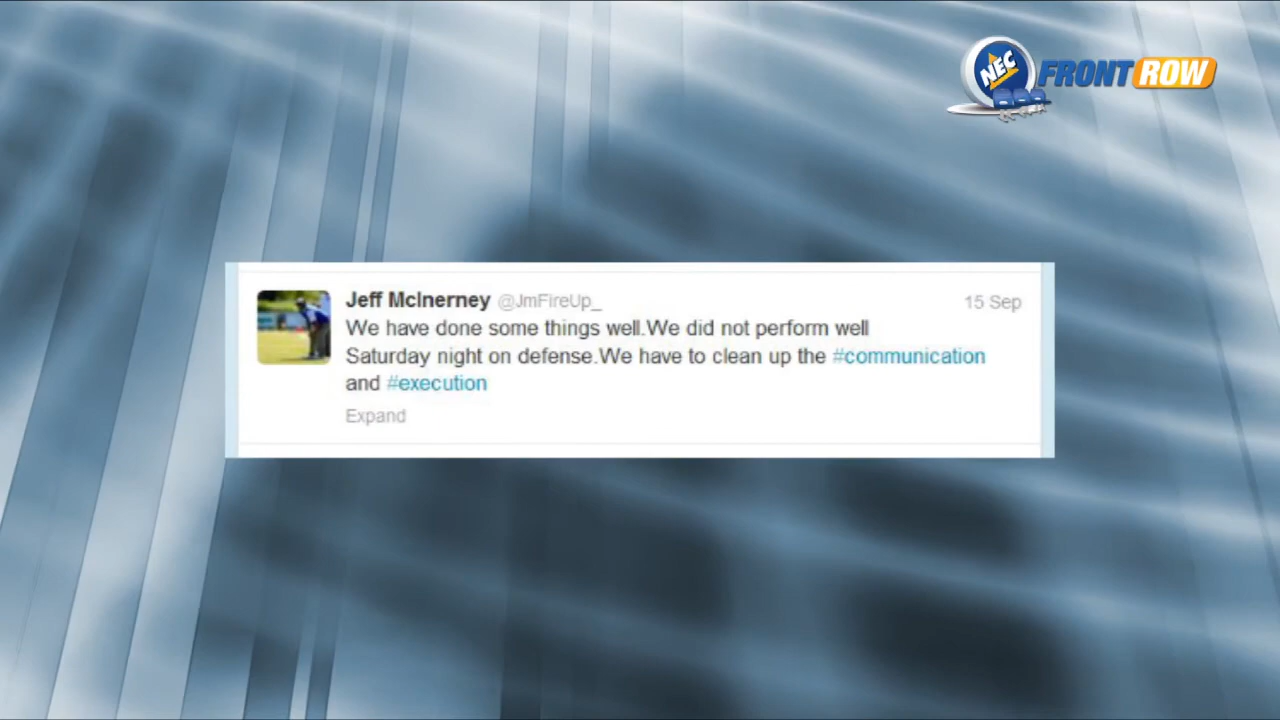 NEC FRONT ROW
Jeff McInerney @JmFireUp_ 15 Sep
We have done some things well.We did not perform well
Saturday night on defense.We have to clean up the #communication
and #execution
Expand